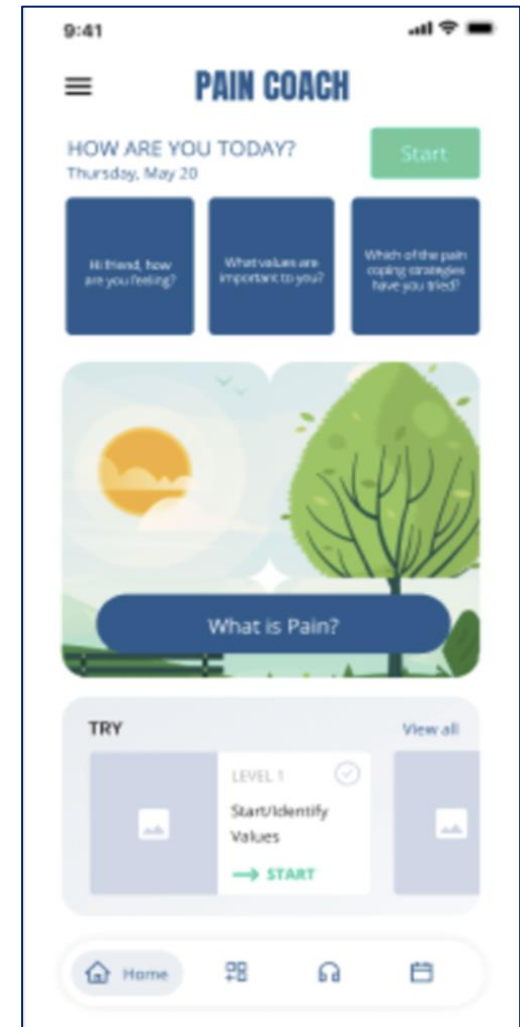 9:41
PAIN COACH
HOW ARE YOU TODAY?
Thursday, May 20
Start
Hi friend, how
are you feeling?
What values are
important to you?
Which of the pain
coping strategies
have you tried?
What is Pain?
TRY
View all
LEVEL 1
Start/Identify
Values
START
Home